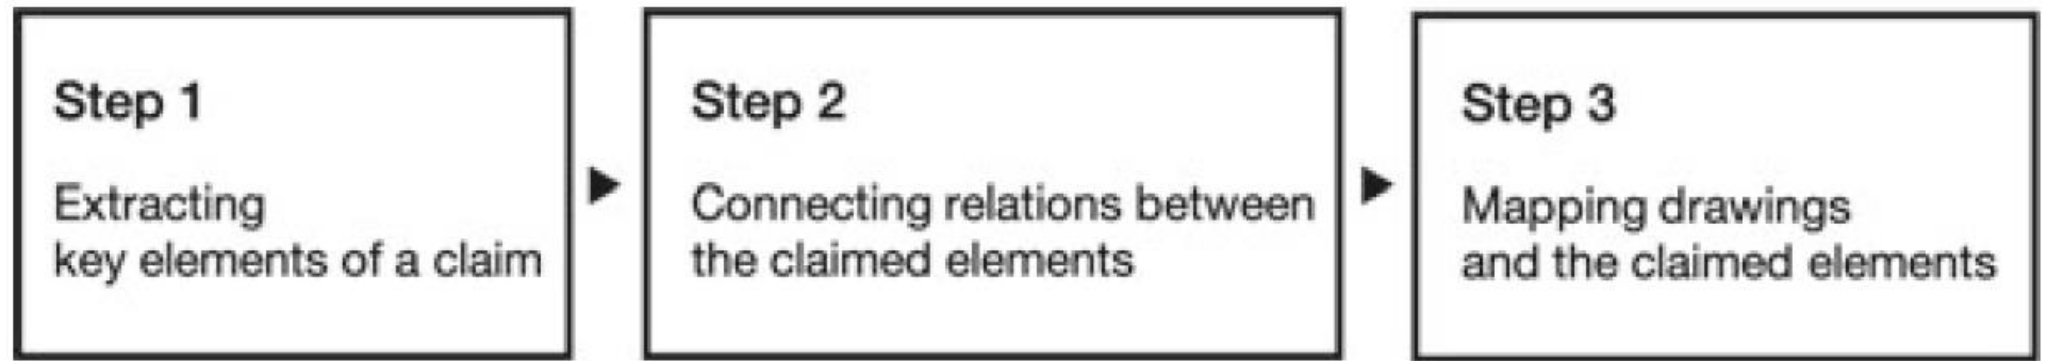 Step 1
Extracting
key elements of a claim
Step 2
Connecting relations between
the claimed elements
Step 3
Mapping drawings
and the claimed elements